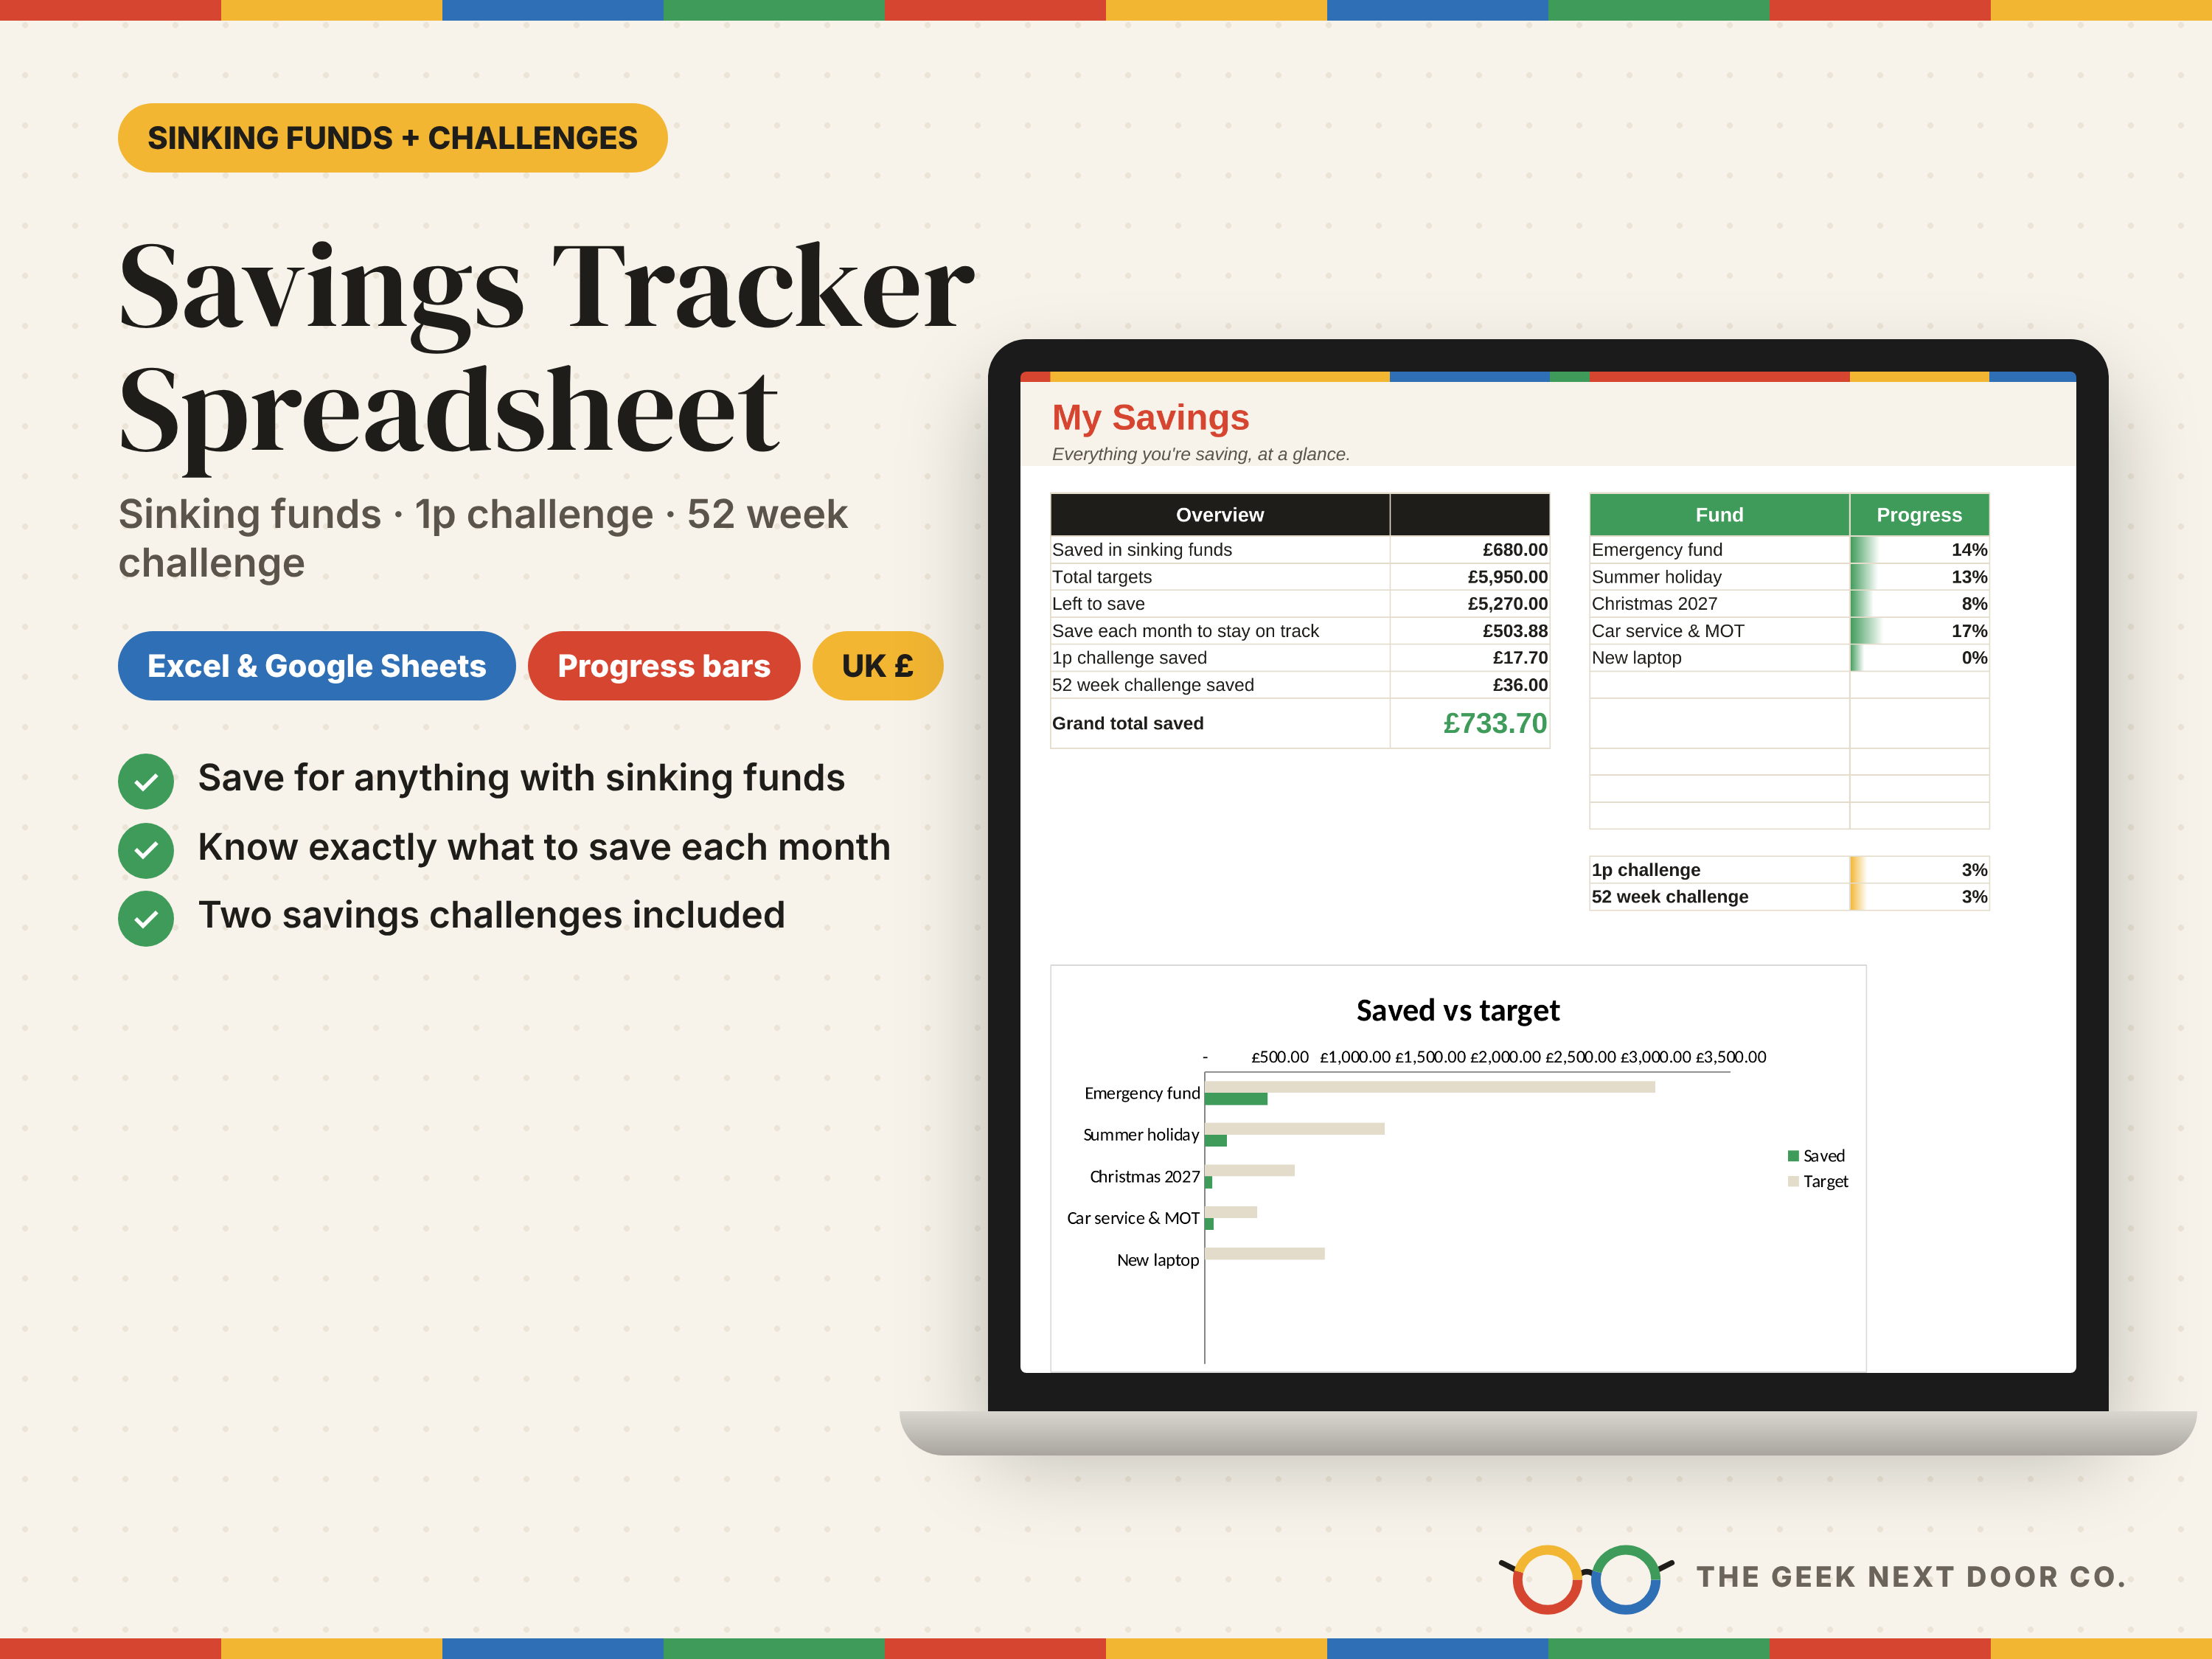 SINKING FUNDS + CHALLENGES
Savings Tracker
Spreadsheet
Sinking funds · 1p challenge · 52 week
challenge
Excel & Google Sheets
Progress bars
UK £
Save for anything with sinking funds
Know exactly what to save each month
Two savings challenges included
My Savings
Everything you're saving, at a glance.
Overview
Saved in sinking funds £680.00
Total targets £5,950.00
Left to save £5,270.00
Save each month to stay on track £503.88
1p challenge saved £17.70
52 week challenge saved £36.00
Grand total saved £733.70
Fund Progress
Emergency fund 14%
Summer holiday 13%
Christmas 2027 8%
Car service & MOT 17%
New laptop 0%
1p challenge 3%
52 week challenge 3%
Saved vs target
- £500.00 £1,000.00 £1,500.00 £2,000.00 £2,500.00 £3,000.00 £3,500.00
Emergency fund
Summer holiday
Christmas 2027
Car service & MOT
New laptop
Saved
Target
THE GEEK NEXT DOOR CO.